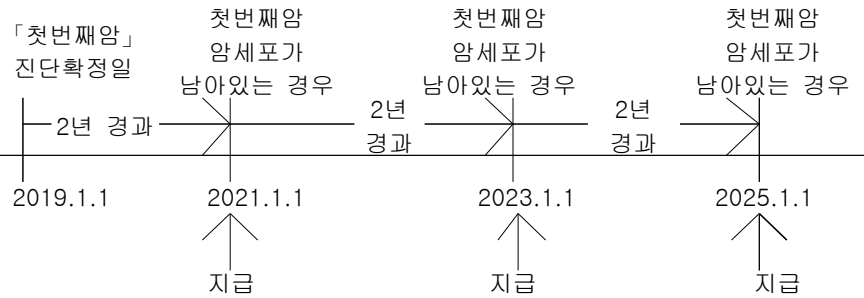 「첫번째암」
진단확정일
첫번째암
암세포가
남아있는 경우
첫번째암
암세포가
남아있는 경우
첫번째암
암세포가
남아있는 경우
2년 경과
2년
경과
2년
경과
2019.1.1
2021.1.1
2023.1.1
2025.1.1
지급
지급
지급